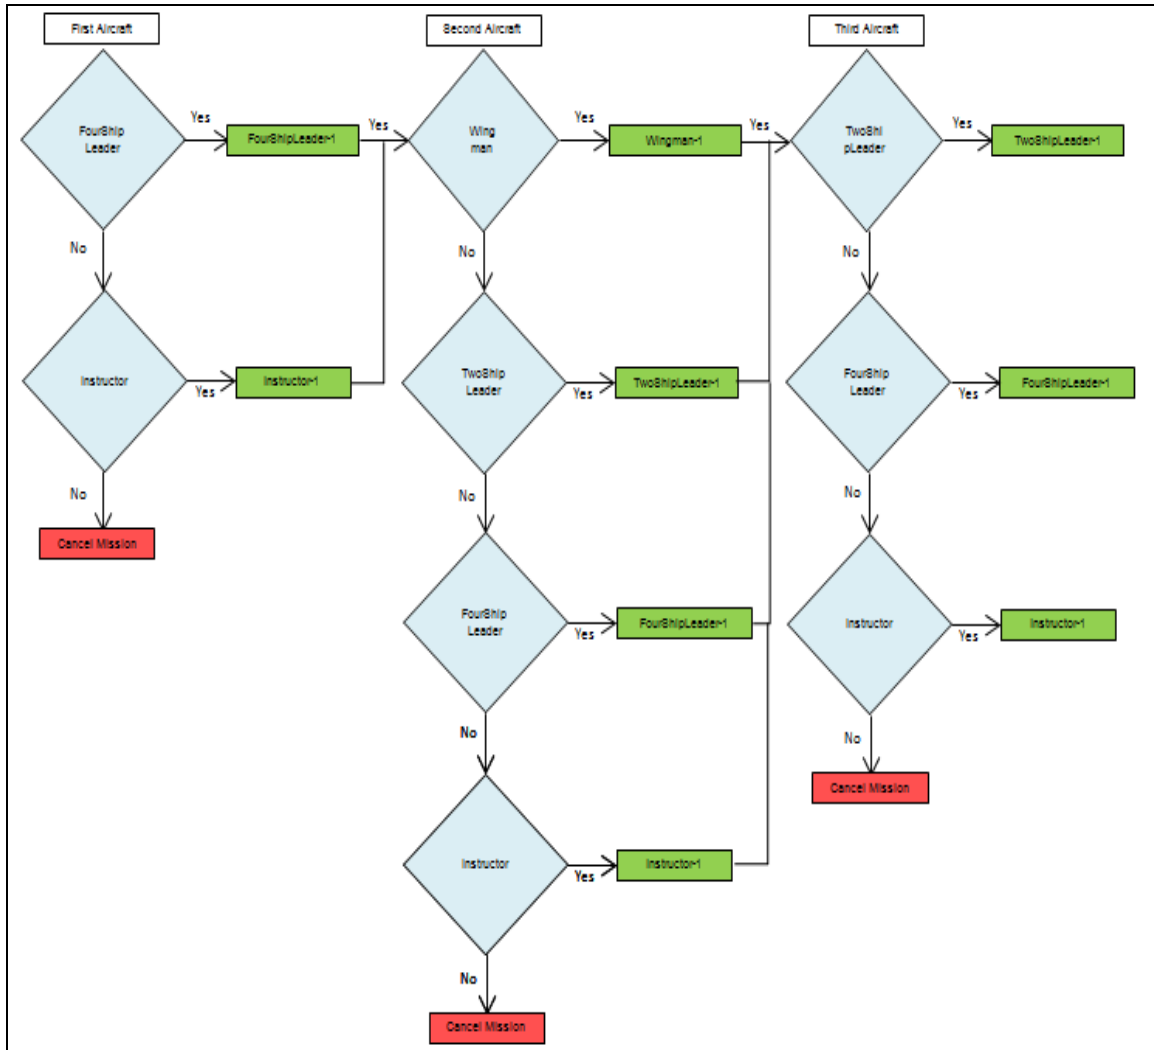 First Aircraft
Second Aircraft
Third Aircraft
FourShip
Leader
Yes
FourShipLeader-1
Yes
Wing
man
Yes
Wingman-1
Yes
TwoShi
pLeader
Yes
TwoShipLeader-1
No
No
No
Instructor
Yes
Instructor-1
TwoShip
Leader
Yes
TwoShipLeader-1
FourShip
Leader
Yes
FourShipLeader-1
No
No
No
Cancel Mission
FourShip
Leader
Yes
FourShipLeader-1
Instructor
Yes
Instructor-1
No
No
Cancel Mission
Instructor
Yes
Instructor-1
No
Cancel Mission